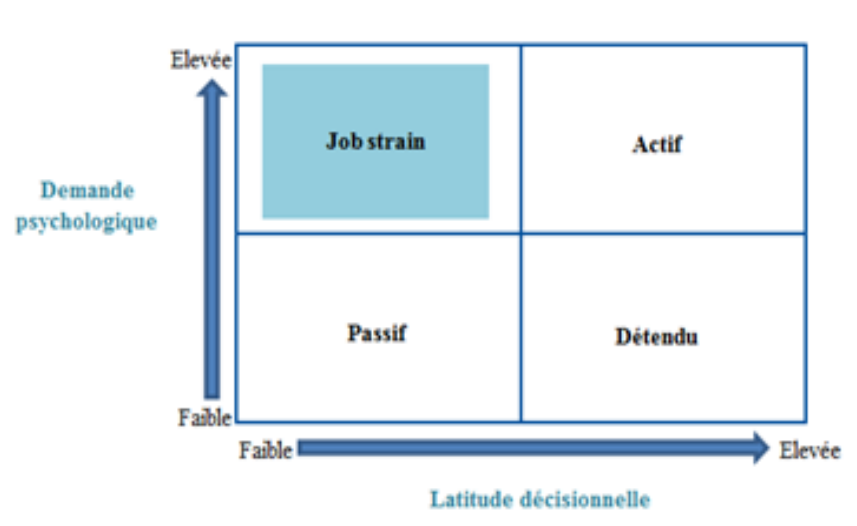 Elevée
Job strain
Actif
Demande
psychologique
Passif
Détendu
Faible
Faible
Elevée
Latitude décisionnelle